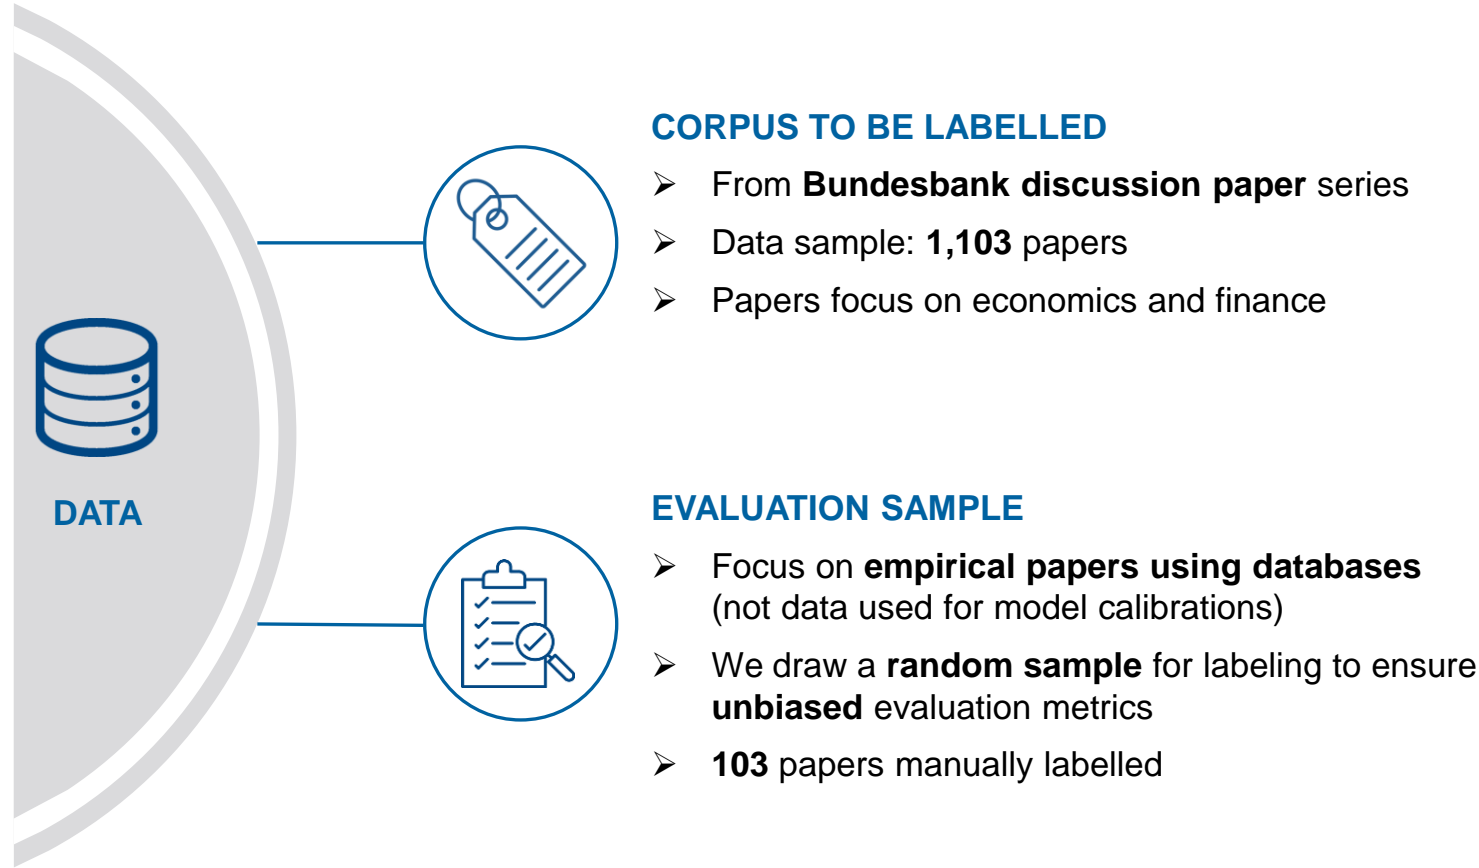 DATA
CORPUS TO BE LABELLED
➢ From Bundesbank discussion paper series
➢ Data sample: 1,103 papers
➢ Papers focus on economics and finance
EVALUATION SAMPLE
➢ Focus on empirical papers using databases
(not data used for model calibrations)
➢ We draw a random sample for labeling to ensure
unbiased evaluation metrics
➢ 103 papers manually labelled